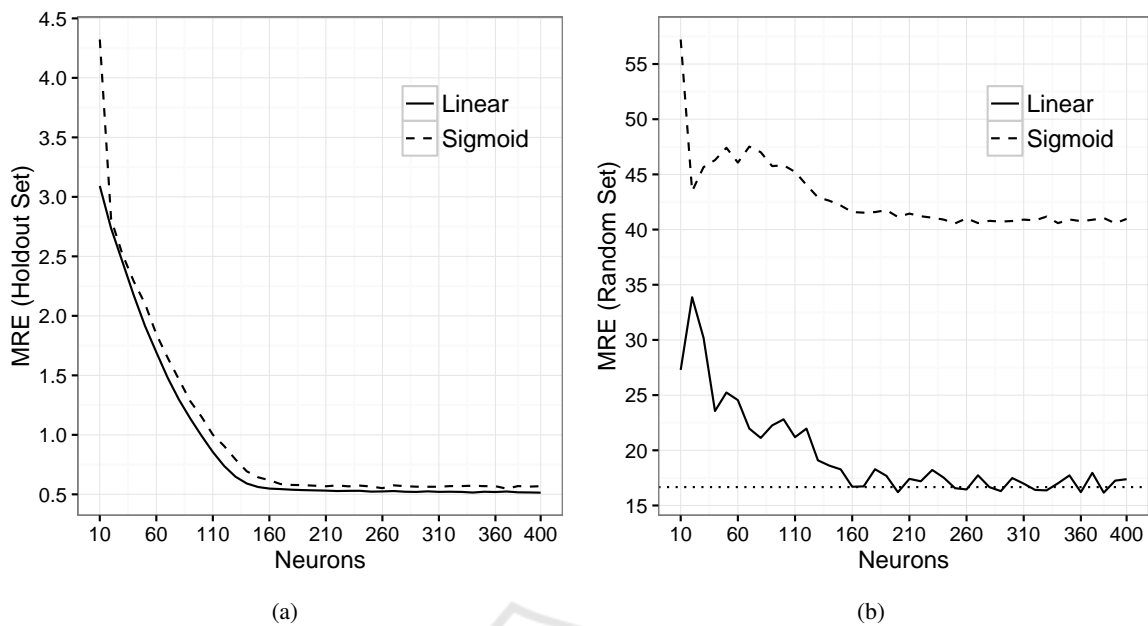 4.5
4.0
3.5
3.0
2.5
2.0
1.5
1.0
0.5
MRE (Holdout Set)
Linear
Sigmoid
10 60 110 160 210 260 310 360 400
Neurons
(a)
55
50
45
40
35
30
25
20
15
MRE (Random Set)
Linear
Sigmoid
10 60 110 160 210 260 310 360 400
Neurons
(b)